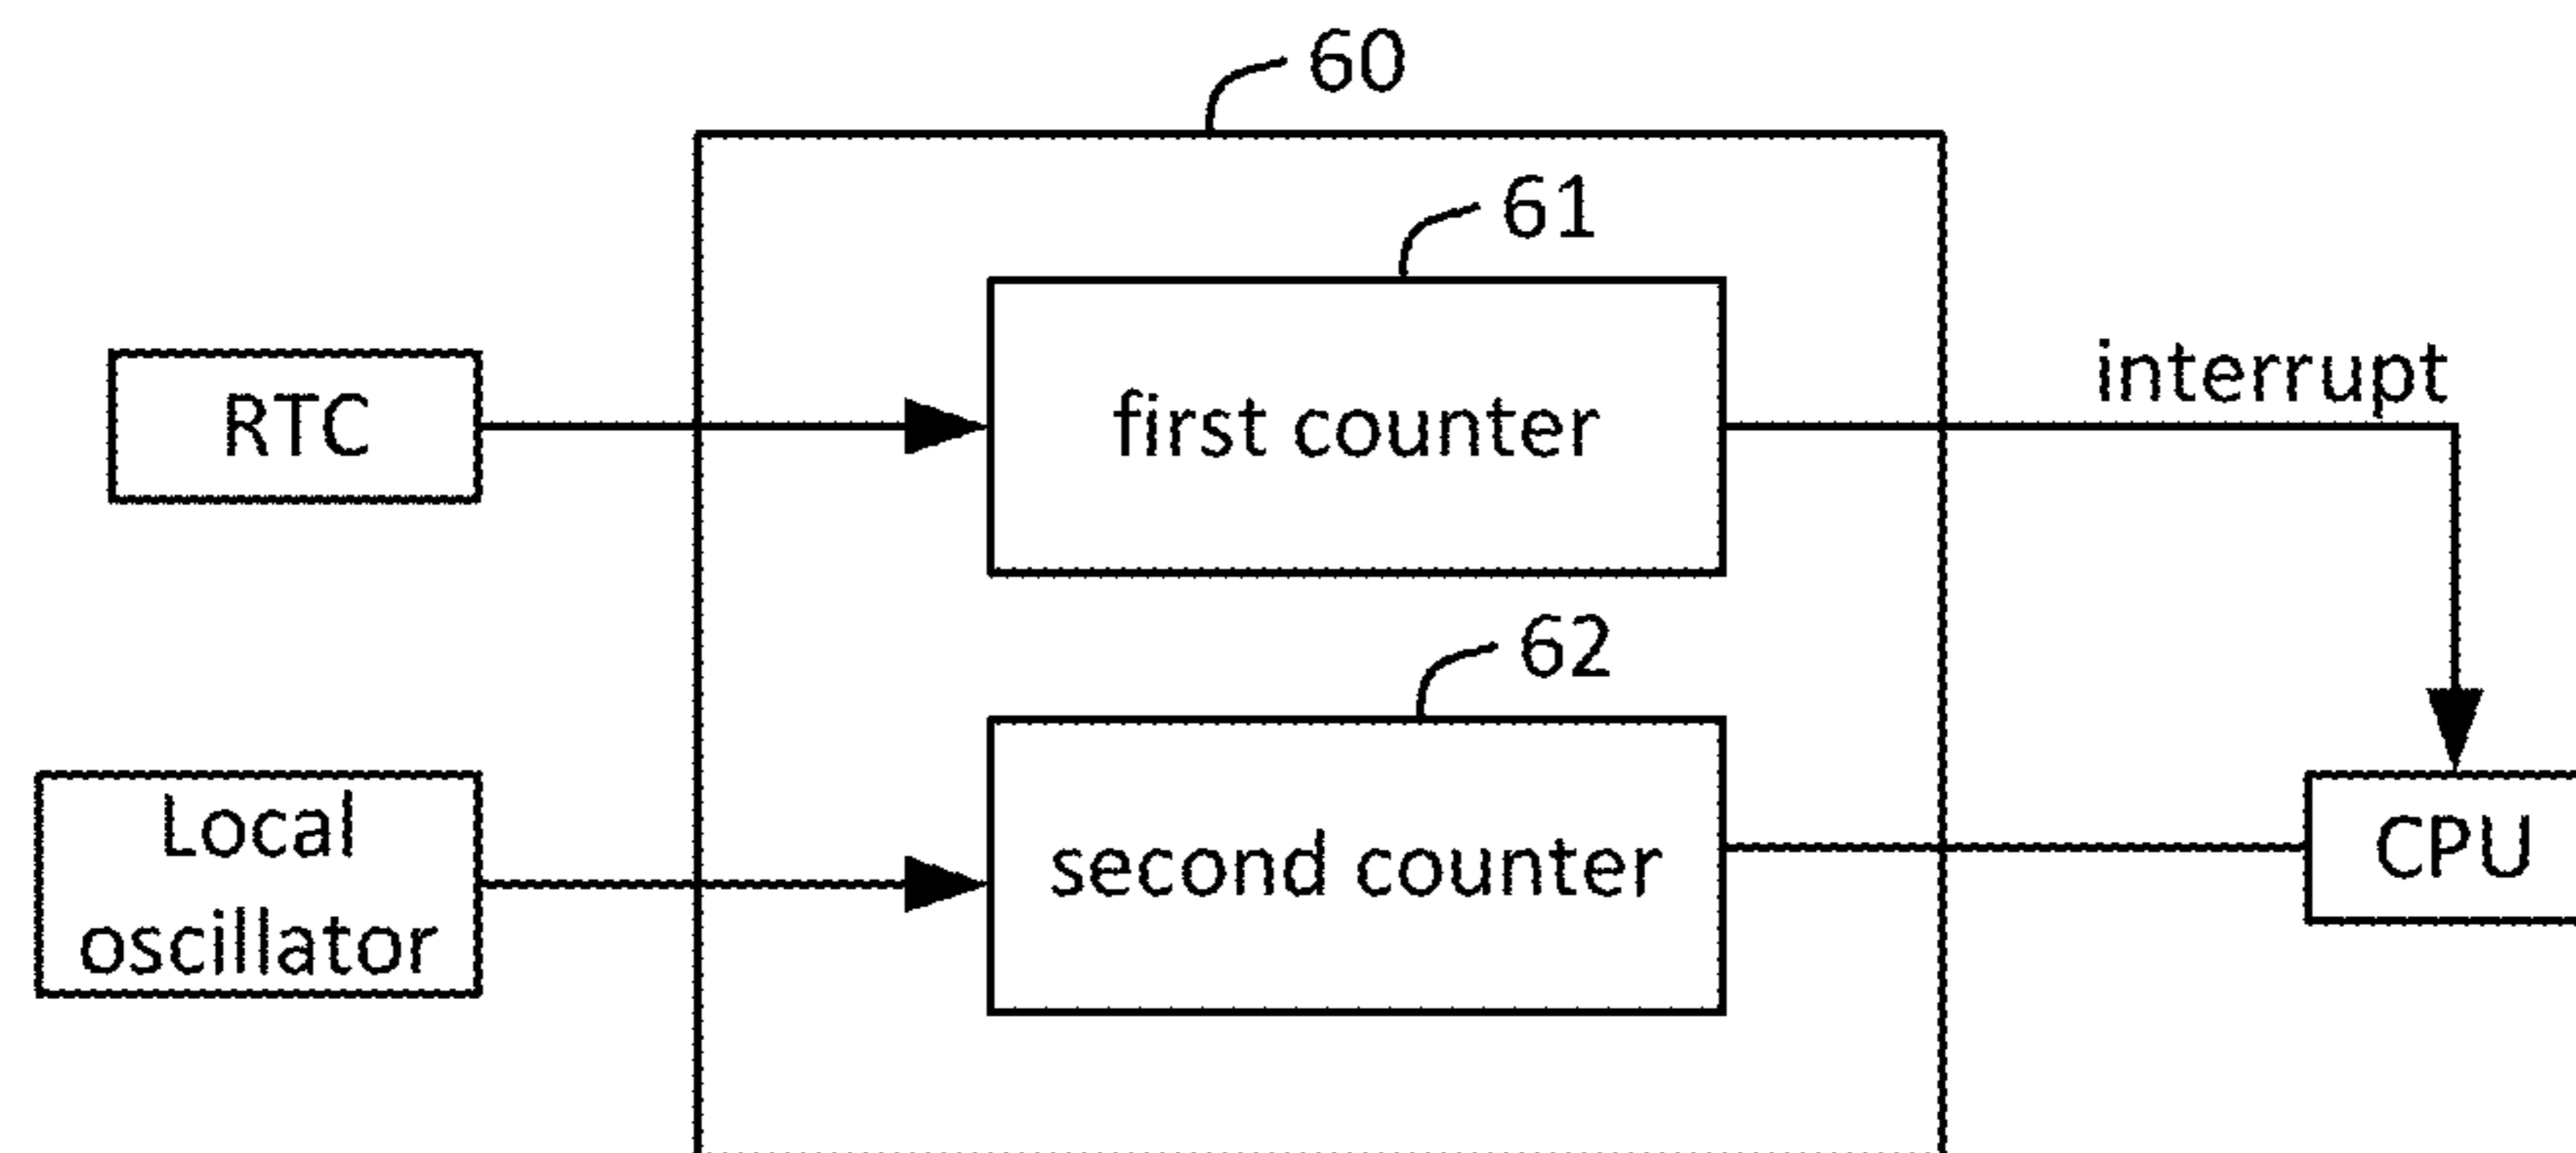 60
61
interrupt
RTC
first counter
62
Local
oscillator
second counter
CPU